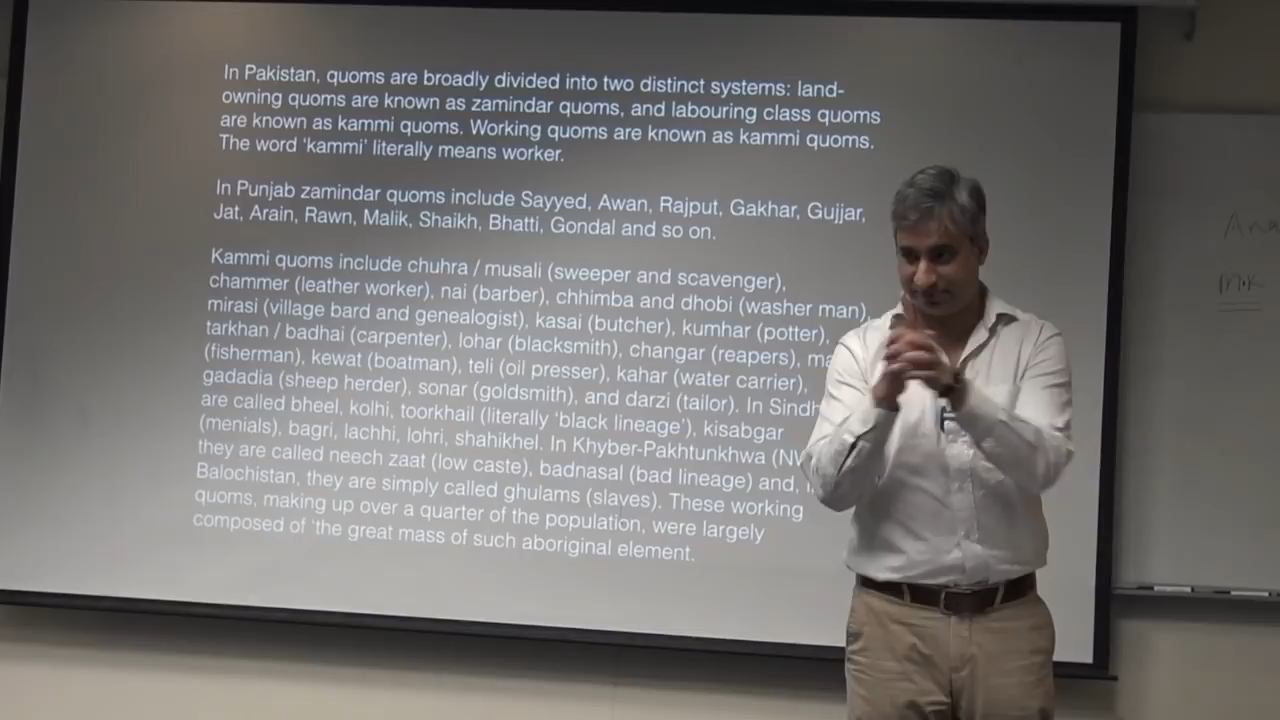 In Pakistan, quoms are broadly divided into two distinct systems: land-
owning quoms are known as zamindar quoms, and labouring class quoms
are known as kammi quoms. Working quoms are known as kammi quoms.
The word ‘kammi’ literally means worker.
In Punjab zamindar quoms include Sayyed, Awan, Rajput, Gakhar, Gujjar,
Jat, Arain, Rawn, Malik, Shaikh, Bhatti, Gondal and so on.
Kammi quoms include chuhra / musali (sweeper and scavenger),
chammer (leather worker), nai (barber), chhimba and dhobi (washer man),
mirasi (village bard and genealogist), kasai (butcher), kumhar (potter),
tarkhan / badhai (carpenter), lohar (blacksmith), changar (reapers),
(fisherman), kewat (boatman), teli (oil presser), kahar (water carrier),
gadadia (sheep herder), sonar (goldsmith), and darzi (tailor). In Sindh
are called bheel, kolhi, toorkhail (literally ‘black lineage’), kisabgar
(menials), bagri, lachhi, lohri, shahikhel. In Khyber-Pakhtunkhwa
they are called neech zaat (low caste), badnasal (bad lineage) and,
Balochistan, they are simply called ghulams (slaves). These working
quoms, making up over a quarter of the population, were largely
composed of ‘the great mass of such aboriginal element.